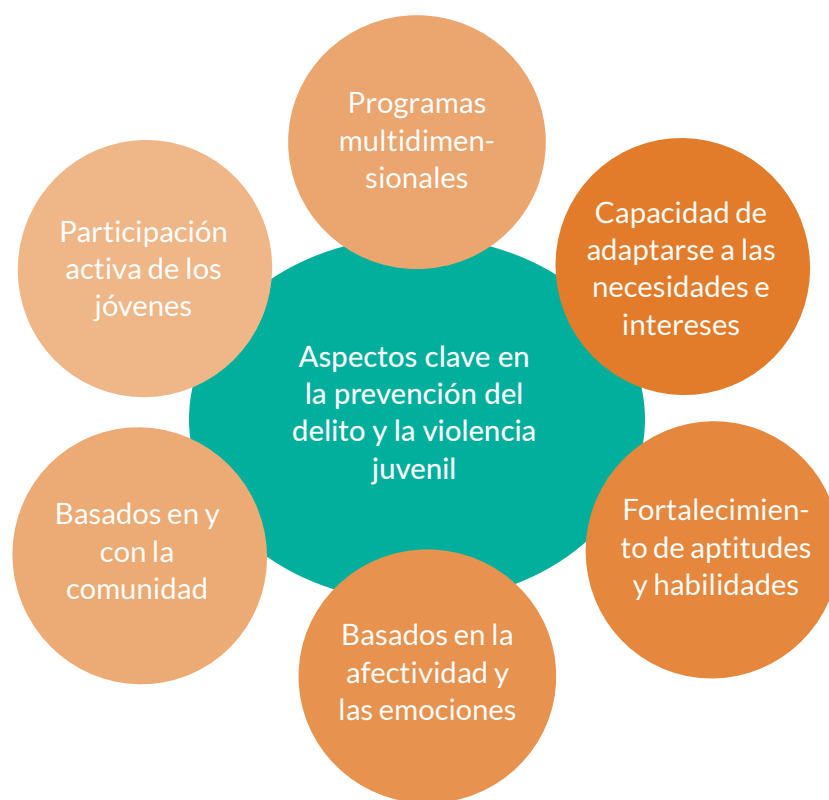 Programas
multidimen-
sionales
Capacidad de
adaptarse a las
necesidades e
intereses
Participación
activa de los
jóvenes
Aspectos clave en
la prevención del
delito y la violencia
juvenil
Fortalecimien-
to de aptitudes
y habilidades
Basados en y
con la
comunidad
Basados en la
afectividad y
las emociones